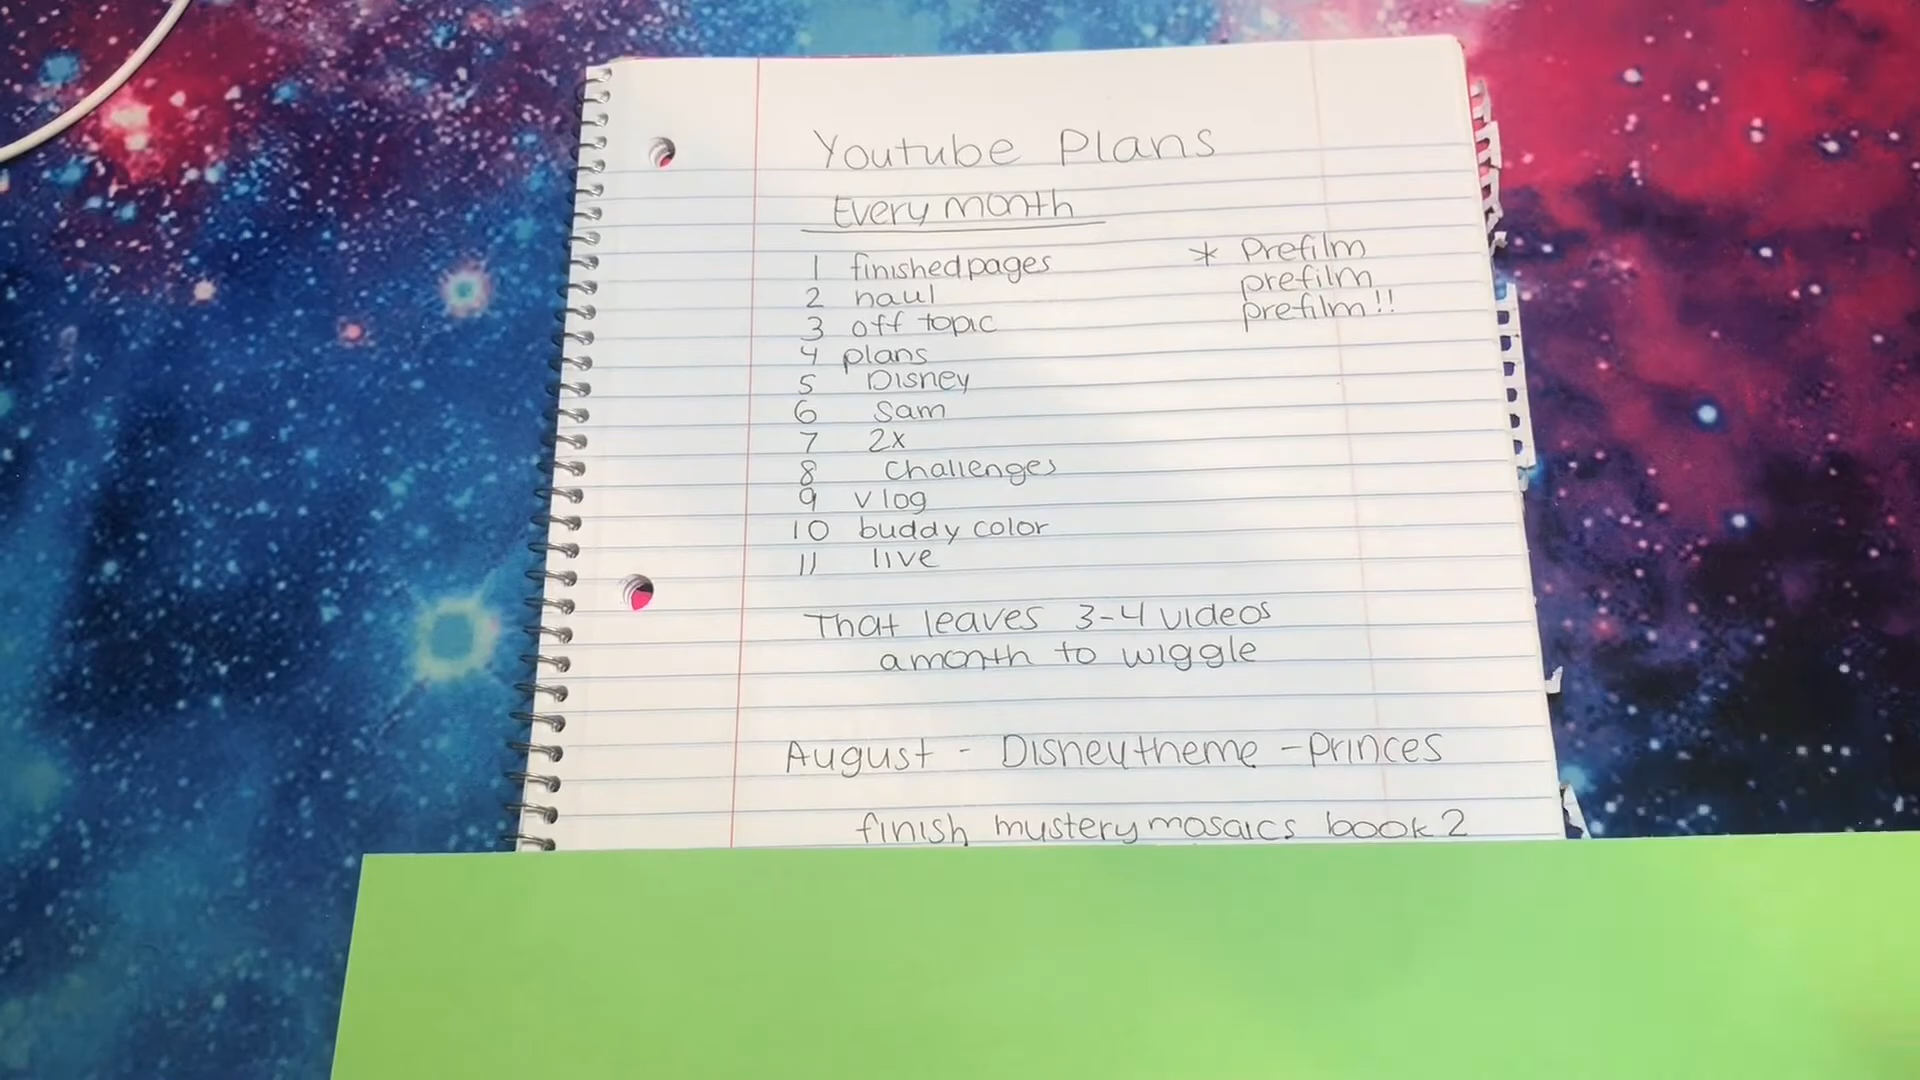 Youtube Plans
Every month
1 finished pages
2 haul
3 off topic
4 plans
5 Disney
6 Sam
7 2x
8 Challenges
9 vlog
10 buddy color
11 live
* Prefilm
prefilm
prefilm!!
That leaves 3-4 videos
a month to wiggle
August - Disney theme - Princes
finish mystery mosaics book 2